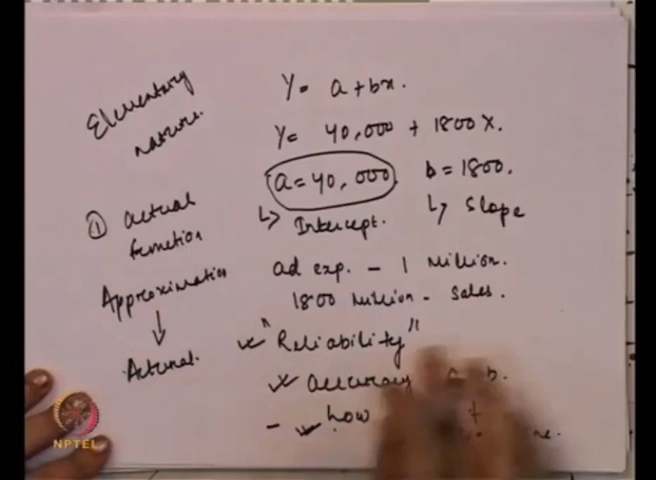 Elementary
nature.
Y = a + bx.
Y = 40,000 + 1800 X.
a = 40,000 b = 1800.
↳ Intercept. ↳ Slope
① actual
function
Approximation
↓
Actual.
ad exp. - 1 Million.
1800 Million - Sales.
"Reliability"
accuracy b.
- how
NPTEL